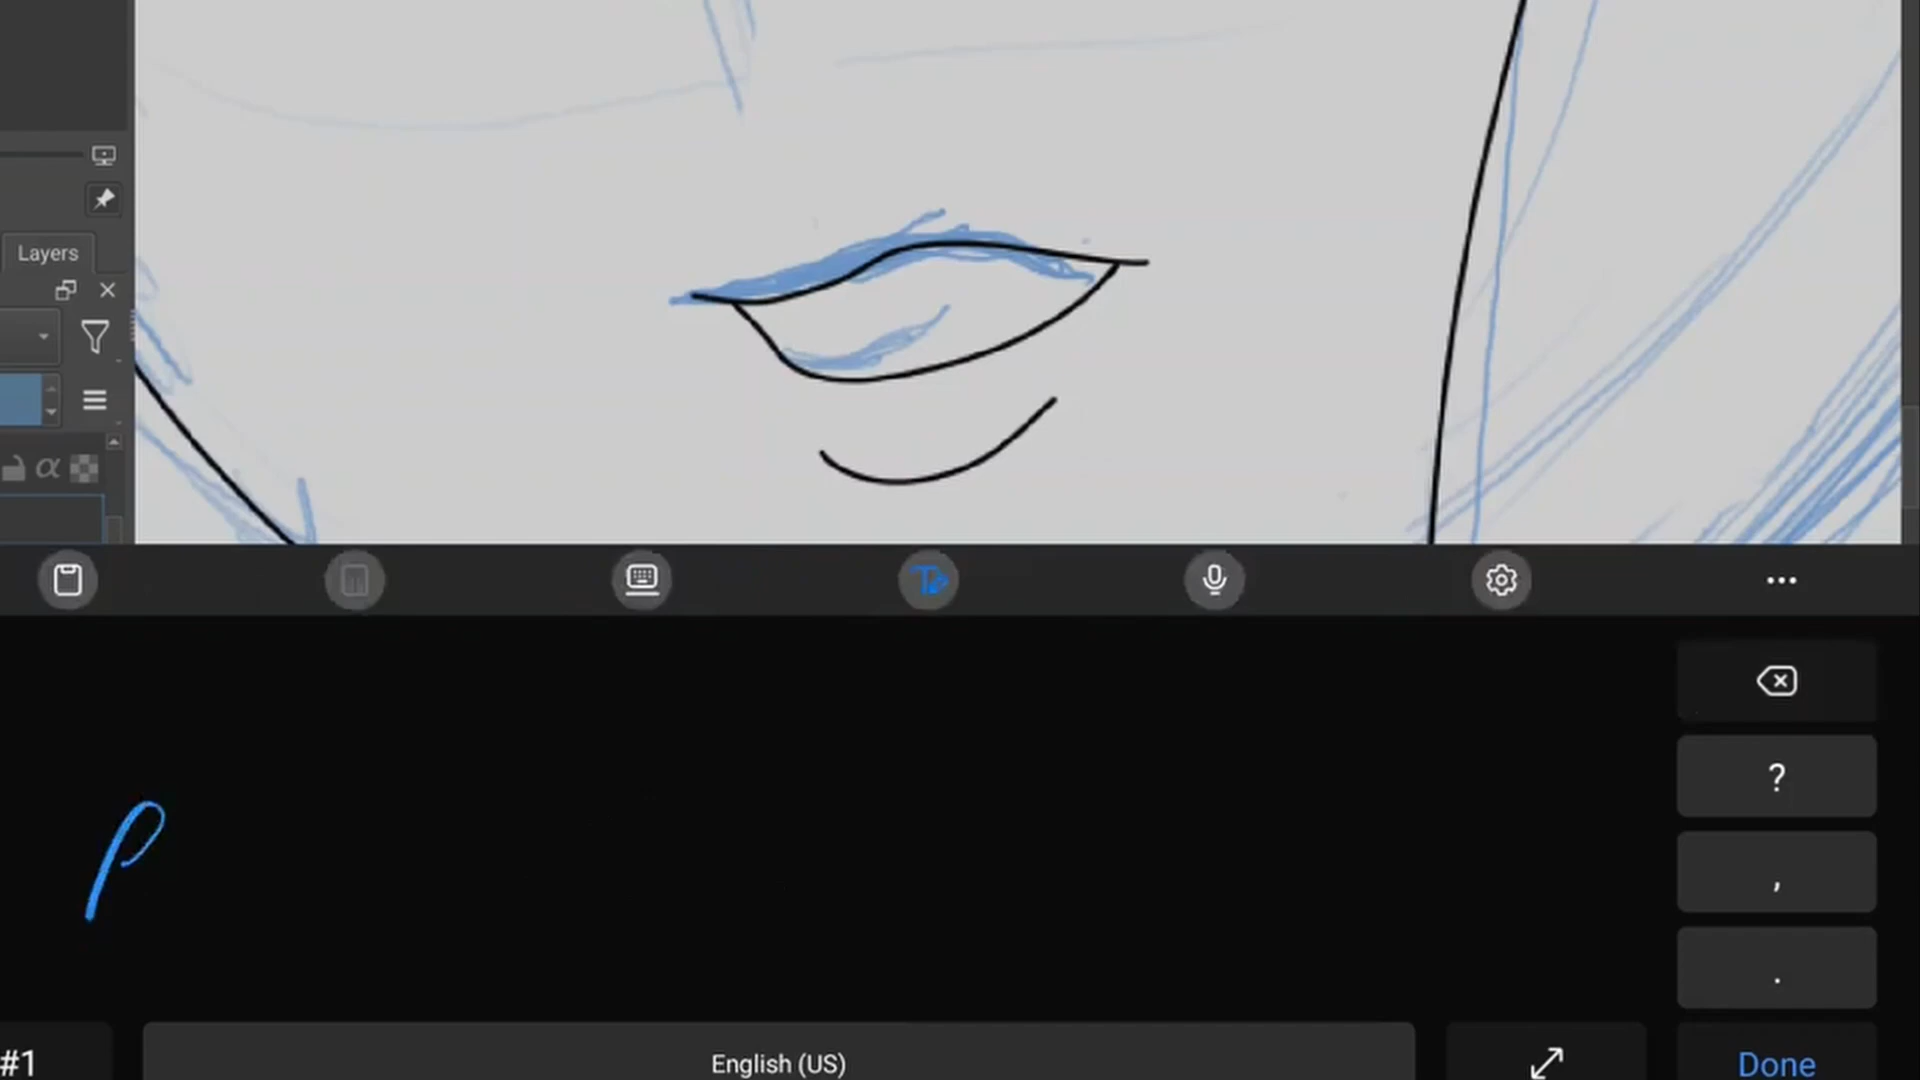 Layers
α
P
?
,
.
#1
English (US)
Done